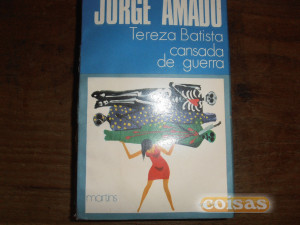 JORGE AMADO
Tereza Batista
cansada
de guerra
martins
coisas